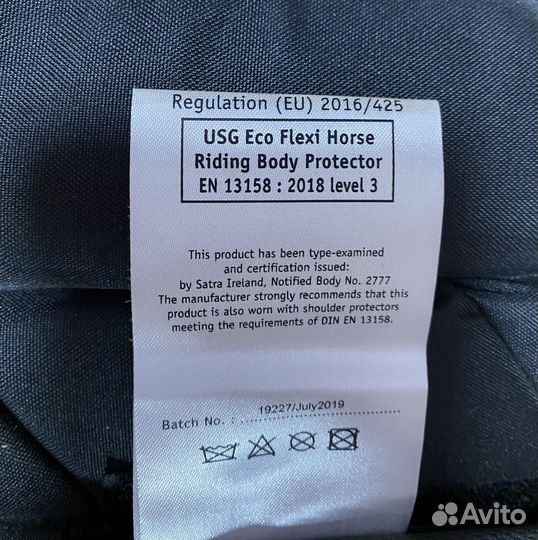 Regulation (EU) 2016/425
USG Eco Flexi Horse
Riding Body Protector
EN 13158 : 2018 level 3
This product has been type-examined
and certification issued:
by Satra Ireland, Notified Body No. 2777
The manufacturer strongly recommends that this
product is also worn with shoulder protectors
meeting the requirements of DIN EN 13158.
Batch No. : 19227/July2019
Avito